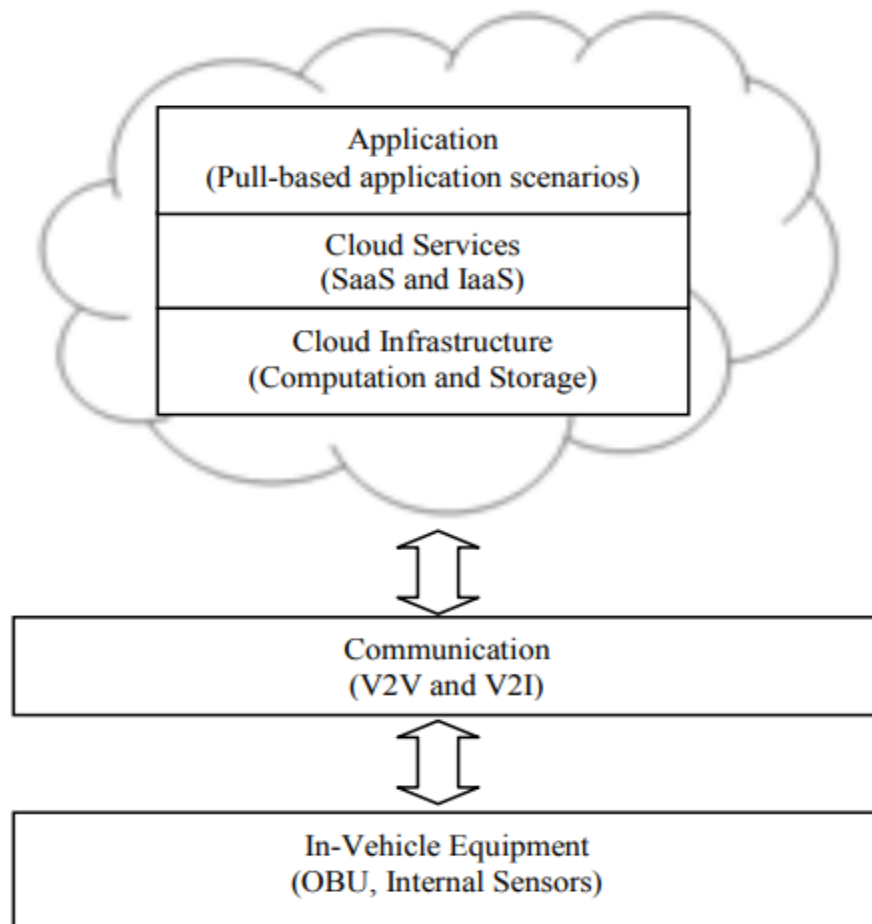 Application
(Pull-based application scenarios)
Cloud Services
(SaaS and IaaS)
Cloud Infrastructure
(Computation and Storage)
Communication
(V2V and V2I)
In-Vehicle Equipment
(OBU, Internal Sensors)